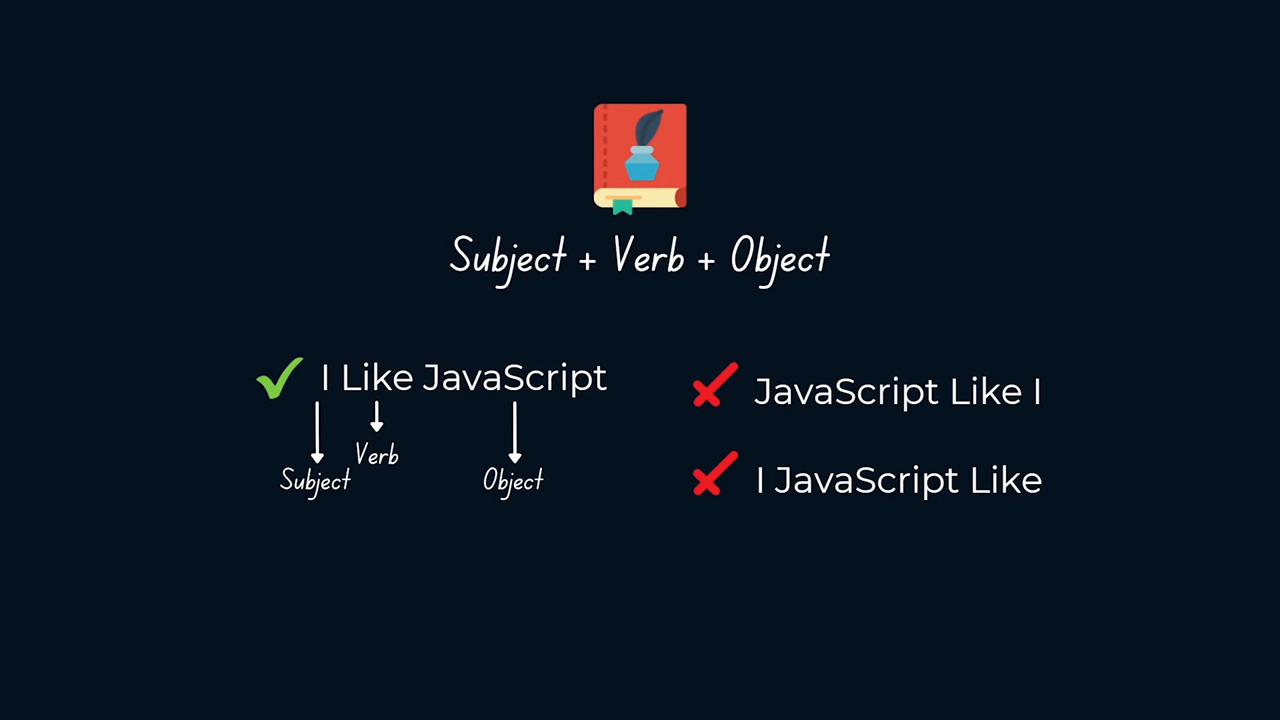 Subject + Verb + Object
I Like JavaScript
Verb
Subject
Object
JavaScript Like I
I JavaScript Like